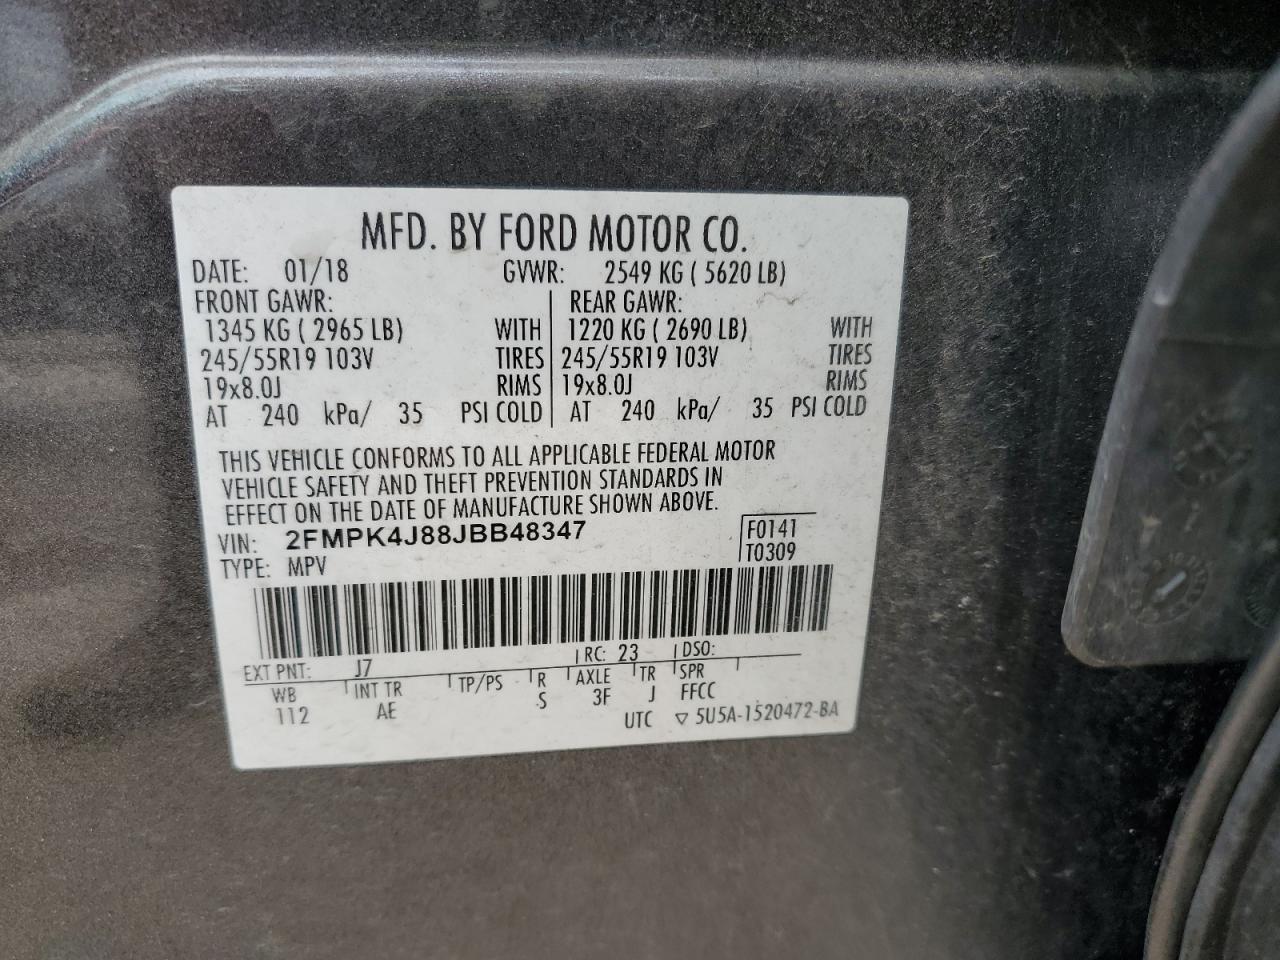 MFD. BY FORD MOTOR CO.
DATE: 01/18 GVWR: 2549 KG ( 5620 LB)
FRONT GAWR: REAR GAWR:
1345 KG ( 2965 LB) WITH 1220 KG ( 2690 LB) WITH
245/55R19 103V TIRES 245/55R19 103V TIRES
19x8.0J RIMS 19x8.0J RIMS
AT 240 kPa/ 35 PSI COLD AT 240 kPa/ 35 PSI COLD
THIS VEHICLE CONFORMS TO ALL APPLICABLE FEDERAL MOTOR
VEHICLE SAFETY AND THEFT PREVENTION STANDARDS IN
EFFECT ON THE DATE OF MANUFACTURE SHOWN ABOVE.
VIN: 2FMPK4J88JBB48347 F0141
TYPE: MPV T0309
EXT PNT: J7 RC: 23 DSO:
WB INT TR TP/PS R AXLE TR SPR
112 AE S 3F J FFCC
UTC ▽ 5U5A-1520472-BA